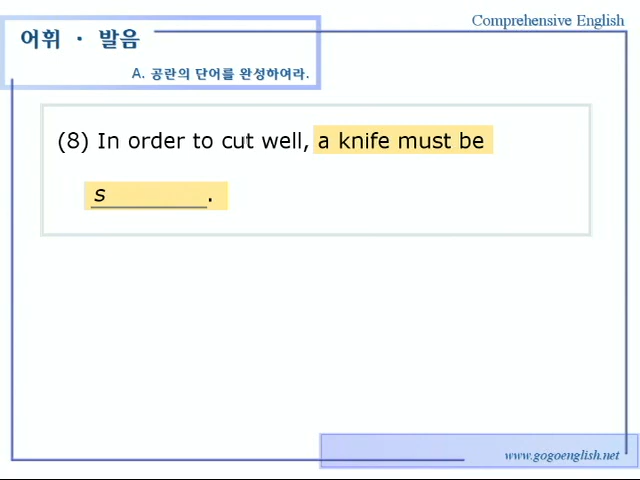 Comprehensive English
어휘 · 발음
A. 공란의 단어를 완성하여라.
(8) In order to cut well, a knife must be
s_________.
www.gogoenglish.net